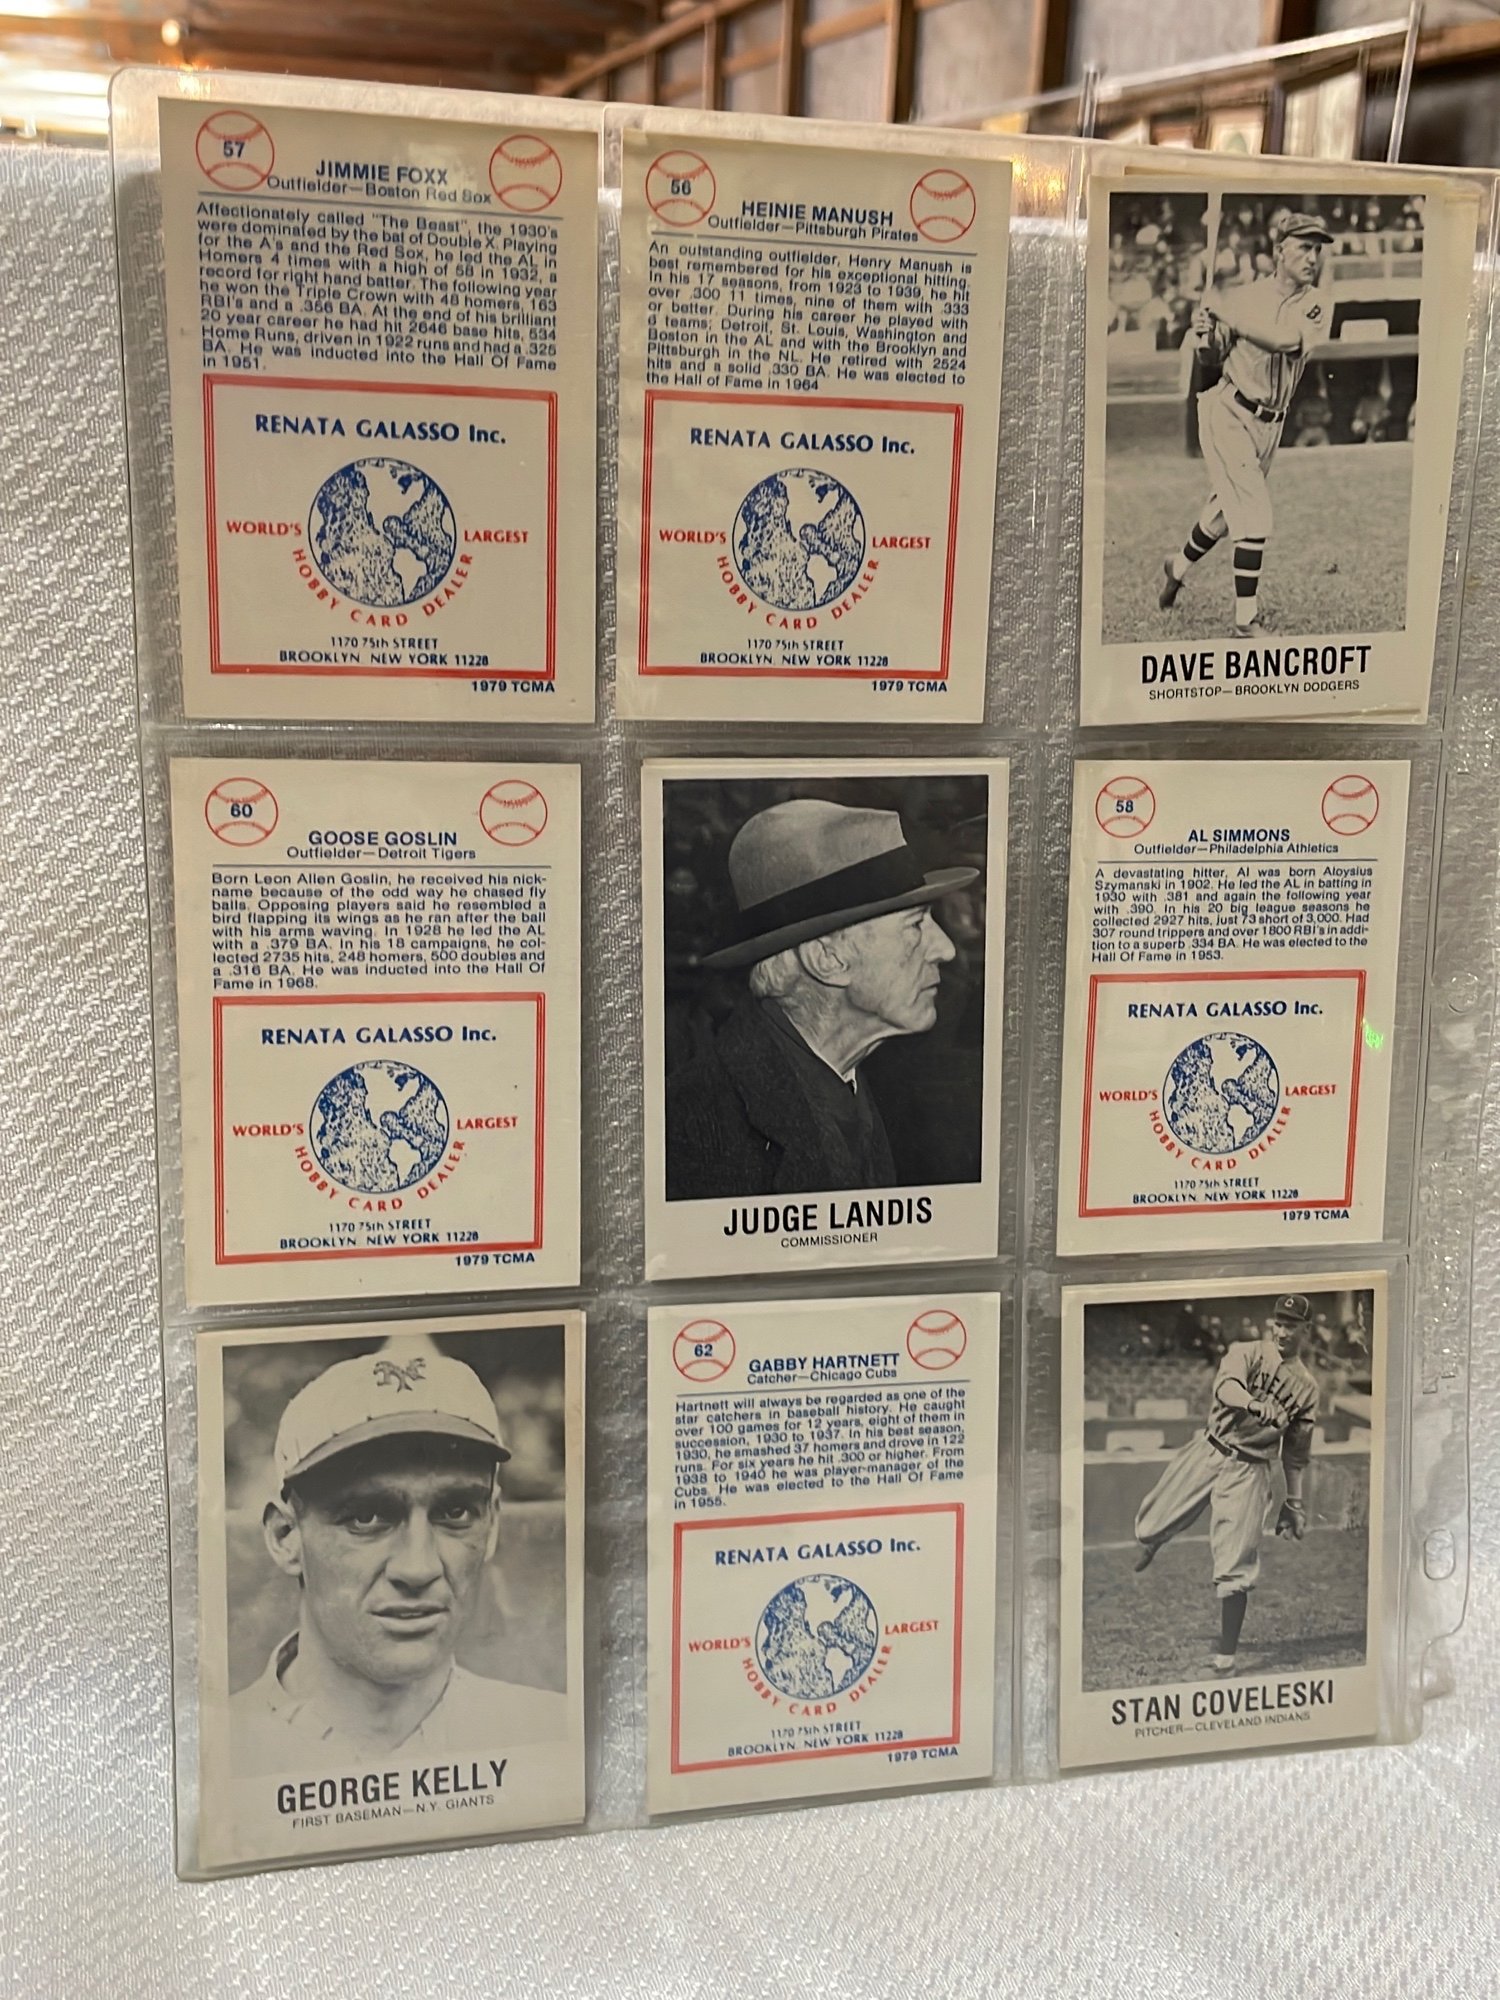 57
JIMMIE FOXX
Outfielder—Boston Red Sox
Affectionately called "The Beast", the 1930's
were dominated by the bat of Double X. Playing
for the A's and the Red Sox, he led the AL in
Homers 4 times with a high of 58 in 1932, a
record for right hand batter. The following year
he won the Triple Crown with 48 homers, 163
RBI's and a .356 BA. At the end of his brilliant
20 year career he had hit 2646 base hits, 534
Home Runs, driven in 1922 runs and had a .325
BA. He was inducted into the Hall Of Fame
in 1951.
RENATA GALASSO Inc.
WORLD'S LARGEST
HOBBY CARD DEALER
1170 75th STREET
BROOKLYN, NEW YORK 11228
1979 TCMA
56
HEINIE MANUSH
Outfielder—Pittsburgh Pirates
An outstanding outfielder, Henry Manush is
best remembered for his exceptional hitting.
In his 17 seasons, from 1923 to 1939, he hit
over .300 11 times, nine of them with .333
or better. During his career he played with
6 teams; Detroit, St. Louis, Washington and
Boston in the AL and with the Brooklyn and
Pittsburgh in the NL. He retired with 2524
hits and a solid .330 BA. He was elected to
the Hall of Fame in 1964
RENATA GALASSO Inc.
WORLD'S LARGEST
HOBBY CARD DEALER
1170 75th STREET
BROOKLYN, NEW YORK 11228
1979 TCMA
B
DAVE BANCROFT
SHORTSTOP—BROOKLYN DODGERS
60
GOOSE GOSLIN
Outfielder—Detroit Tigers
Born Leon Allen Goslin, he received his nick-
name because of the odd way he chased fly
balls. Opposing players said he resembled a
bird flapping its wings as he ran after the ball
with his arms waving. In 1928 he led the AL
with a .379 BA. In his 18 campaigns, he col-
lected 2735 hits, 248 homers, 500 doubles and
a .316 BA. He was inducted into the Hall Of
Fame in 1968.
RENATA GALASSO Inc.
WORLD'S LARGEST
HOBBY CARD DEALER
1170 75th STREET
BROOKLYN, NEW YORK 11228
1979 TCMA
JUDGE LANDIS
COMMISSIONER
58
AL SIMMONS
Outfielder—Philadelphia Athletics
A devastating hitter, Al was born Aloysius
Szymanski in 1902. He led the AL in batting in
1930 with .381 and again the following year
with .390. In his 20 big league seasons he
collected 2927 hits, just 73 short of 3,000. Had
307 round trippers and over 1800 RBI's in addi-
tion to a superb .334 BA. He was elected to the
Hall Of Fame in 1953.
RENATA GALASSO Inc.
WORLD'S LARGEST
HOBBY CARD DEALER
1170 75th STREET
BROOKLYN, NEW YORK 11228
1979 TCMA
NY
GEORGE KELLY
FIRST BASEMAN—N.Y. GIANTS
62
GABBY HARTNETT
Catcher—Chicago Cubs
Hartnett will always be regarded as one of the
star catchers in baseball history. He caught
over 100 games for 12 years, eight of them in
succession, 1930 to 1937. In his best season,
1930, he smashed 37 homers and drove in 122
runs. For six years he hit .300 or higher. From
1938 to 1940 he was player-manager of the
Cubs. He was elected to the Hall Of Fame
in 1955.
RENATA GALASSO Inc.
WORLD'S LARGEST
HOBBY CARD DEALER
1170 75th STREET
BROOKLYN, NEW YORK 11228
1979 TCMA
C
STAN COVELESKI
PITCHER—CLEVELAND INDIANS